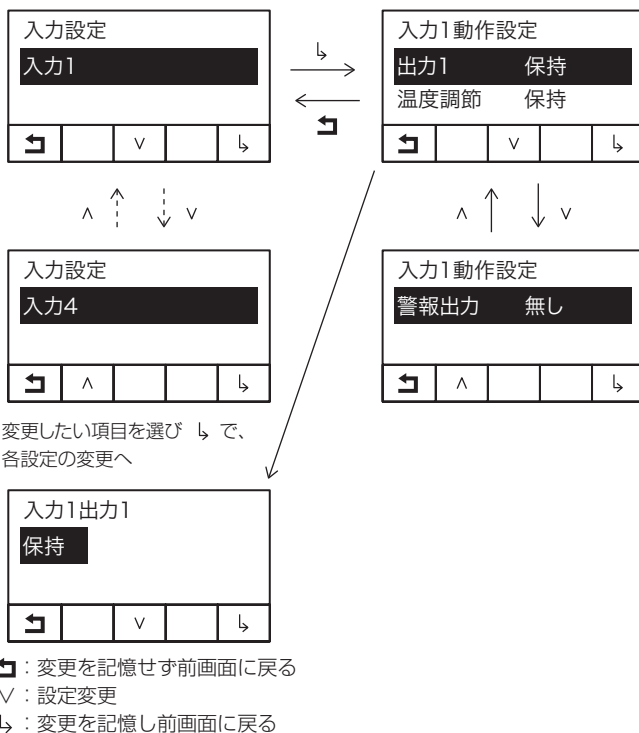 入力設定
入力1
⮌ ∨ ↳
↳
⮌
入力1動作設定
出力1 保持
温度調節 保持
⮌ ∨ ↳
∧ ∨
∧ ∨
入力設定
入力4
⮌ ∧ ↳
入力1動作設定
警報出力 無し
⮌ ∧ ↳
変更したい項目を選び ↳ で、
各設定の変更へ
入力1出力1
保持
⮌ ∨ ↳
⮌：変更を記憶せず前画面に戻る
∨：設定変更
↳：変更を記憶し前画面に戻る